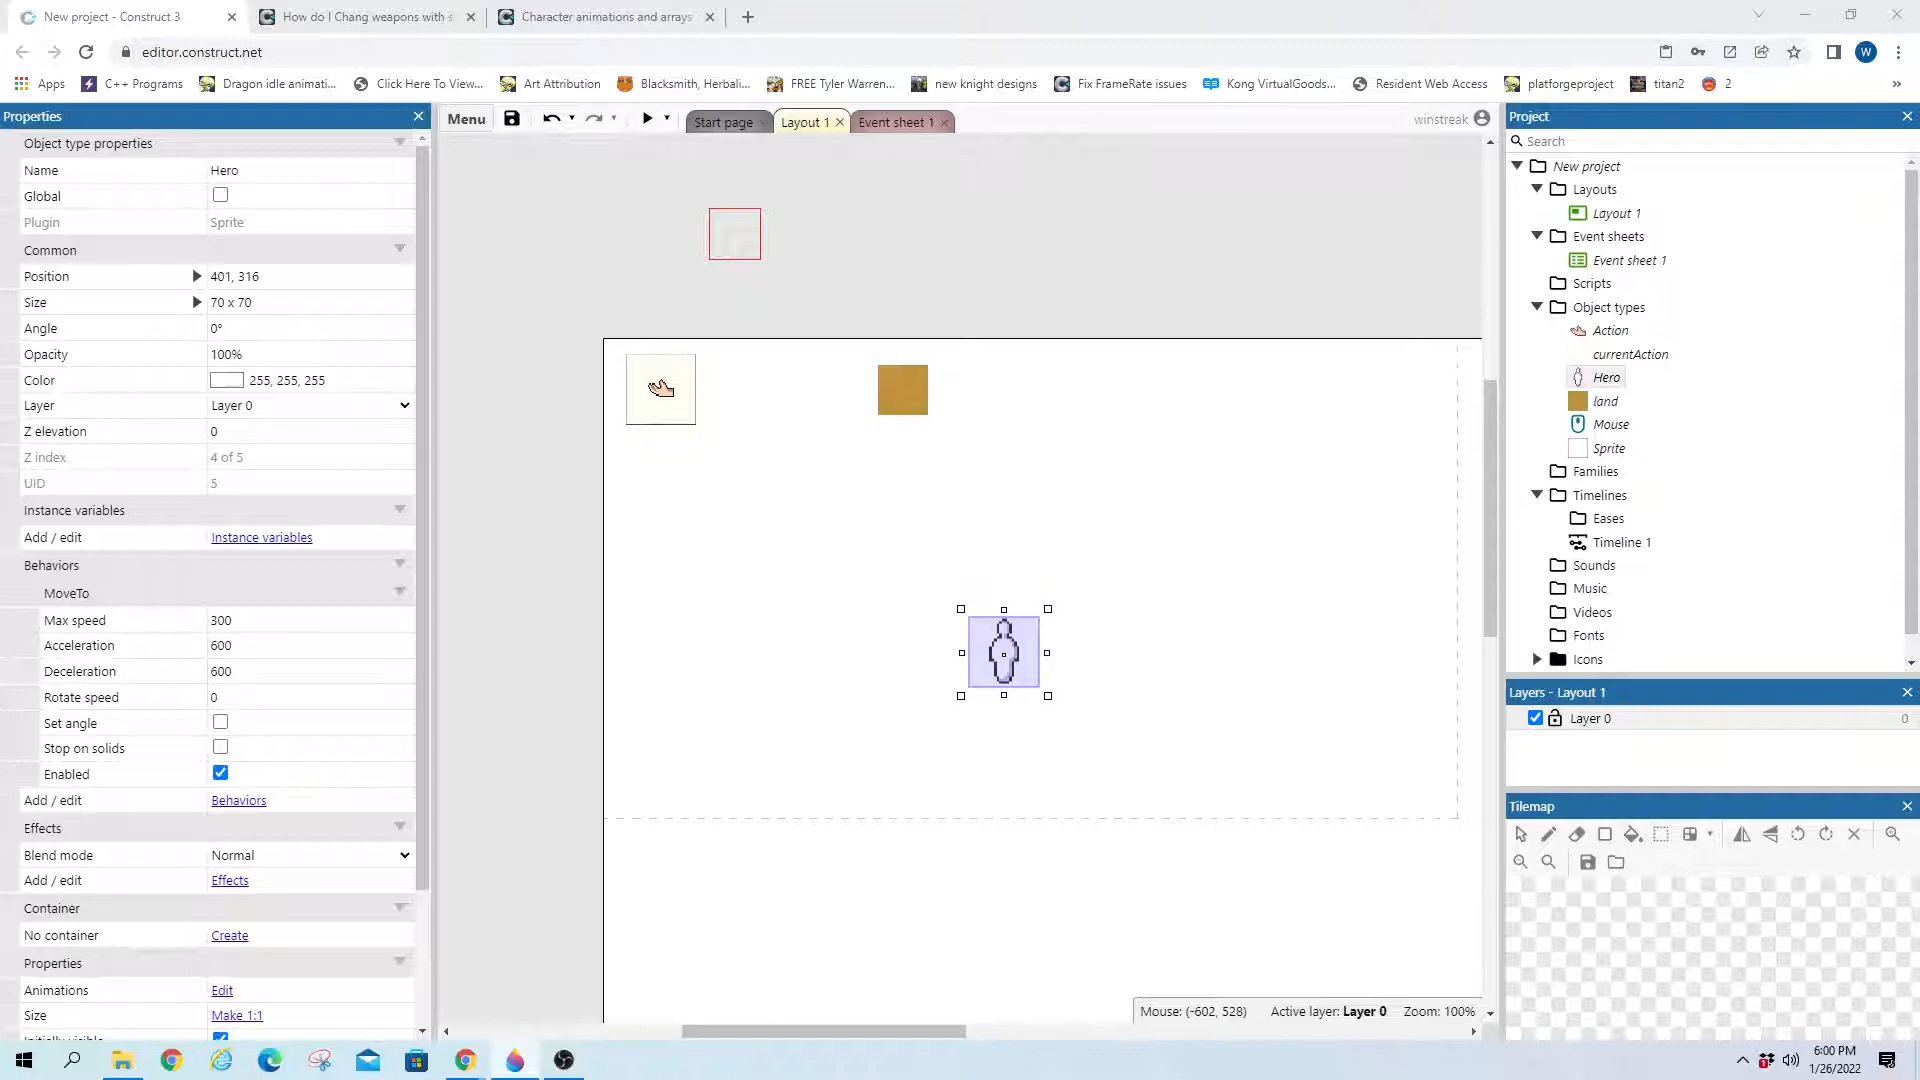 New project - Construct 3
How do I Chang weapons with s
Character animations and arrays
editor.construct.net
W
Apps
C++ Programs
Dragon idle animati...
Click Here To View...
Art Attribution
Blacksmith, Herbali...
FREE Tyler Warren...
new knight designs
Fix FrameRate issues
Kong VirtualGoods...
Resident Web Access
platforgeproject
titan2
2
»
Properties
Menu
Start page
Layout 1
Event sheet 1
winstreak
Project
Object type properties
Name Hero
Global
Plugin Sprite
Common
Position 401, 316
Size 70 x 70
Angle 0°
Opacity 100%
Color 255, 255, 255
Layer Layer 0
Z elevation 0
Z index 4 of 5
UID 5
Instance variables
Add / edit Instance variables
Behaviors
MoveTo
Max speed 300
Acceleration 600
Deceleration 600
Rotate speed 0
Set angle
Stop on solids
Enabled
Add / edit Behaviors
Effects
Blend mode Normal
Add / edit Effects
Container
No container Create
Properties
Animations Edit
Size Make 1:1
Initially visible
Mouse: (-602, 528) Active layer: Layer 0 Zoom: 100%
Search
New project
Layouts
Layout 1
Event sheets
Event sheet 1
Scripts
Object types
Action
currentAction
Hero
land
Mouse
Sprite
Families
Timelines
Eases
Timeline 1
Sounds
Music
Videos
Fonts
Icons
Layers - Layout 1
Layer 0 0
Tilemap
6:00 PM
1/26/2022